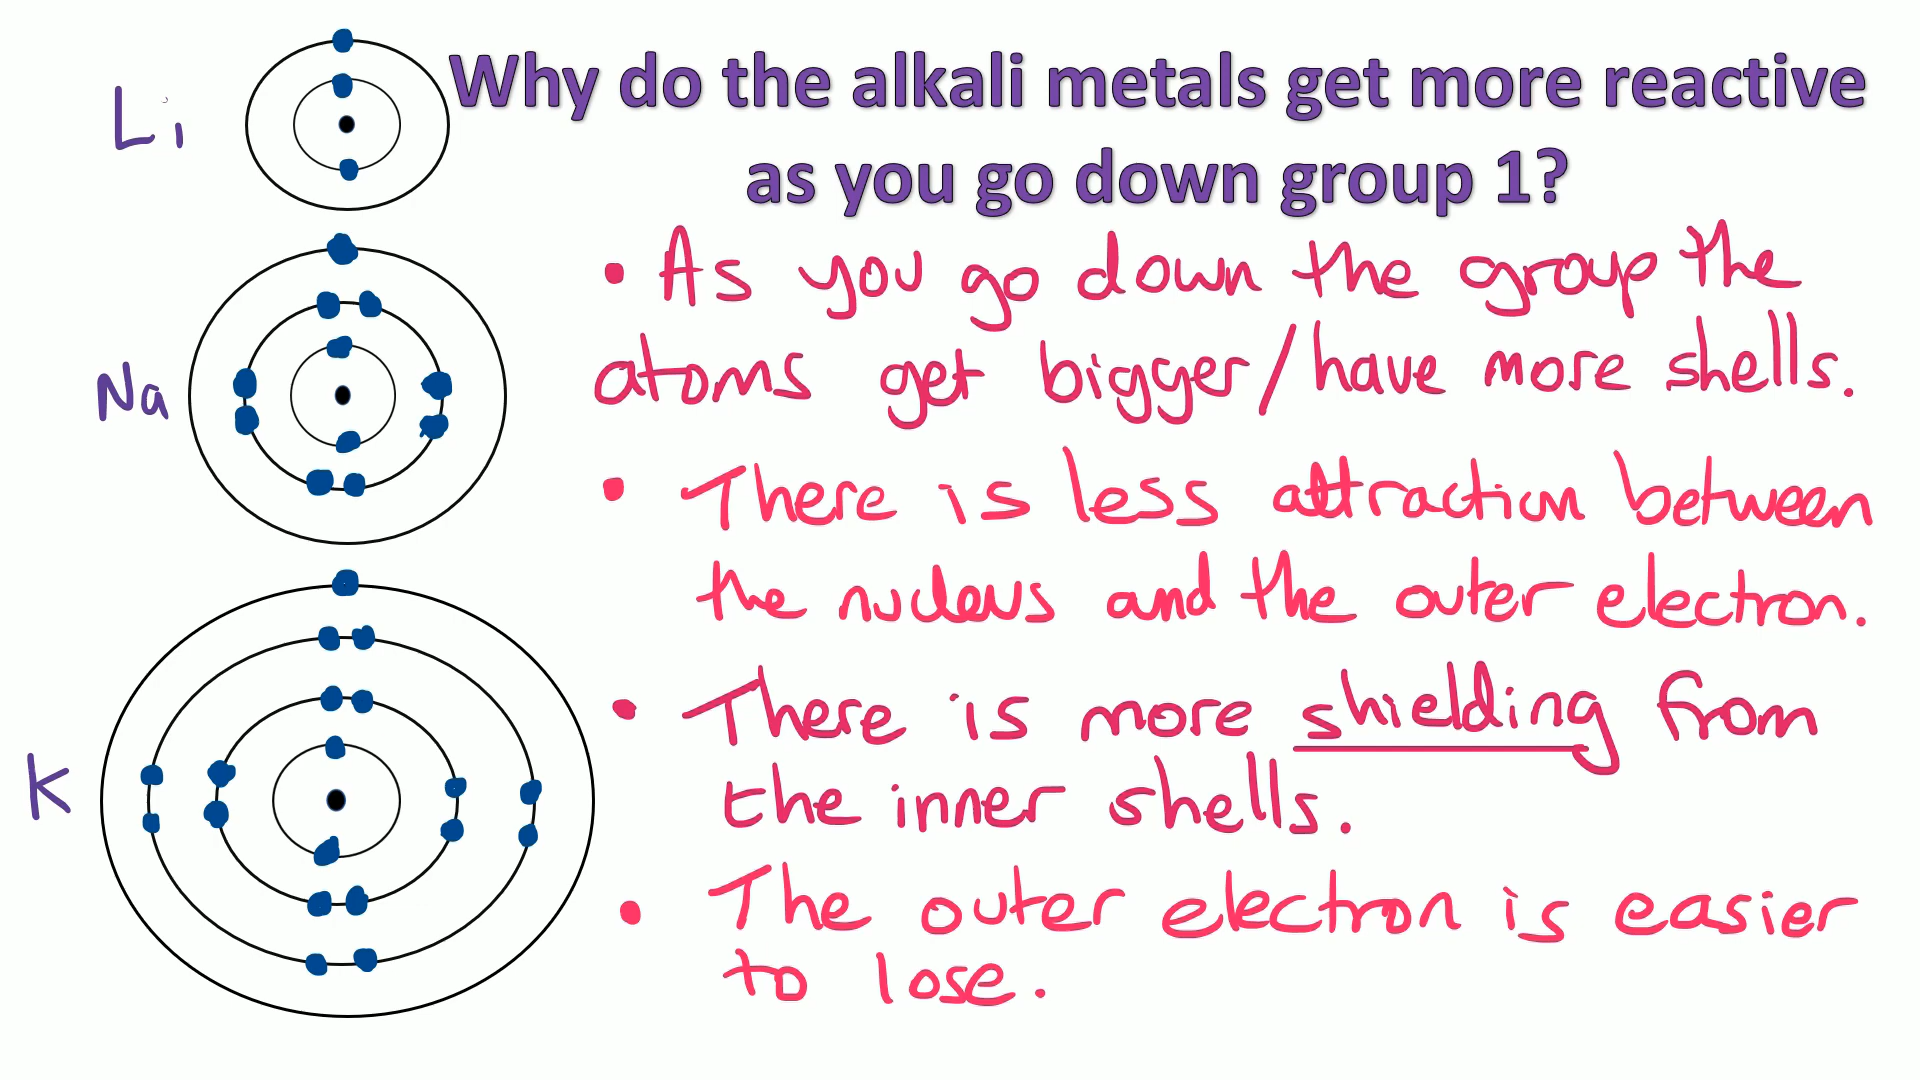 Li
Why do the alkali metals get more reactive
as you go down group 1?
• As you go down the group the
atoms get bigger/have more shells.
Na
• There is less attraction between
the nucleus and the outer electron.
• There is more shielding from
the inner shells.
K
• The outer electron is easier
to lose.